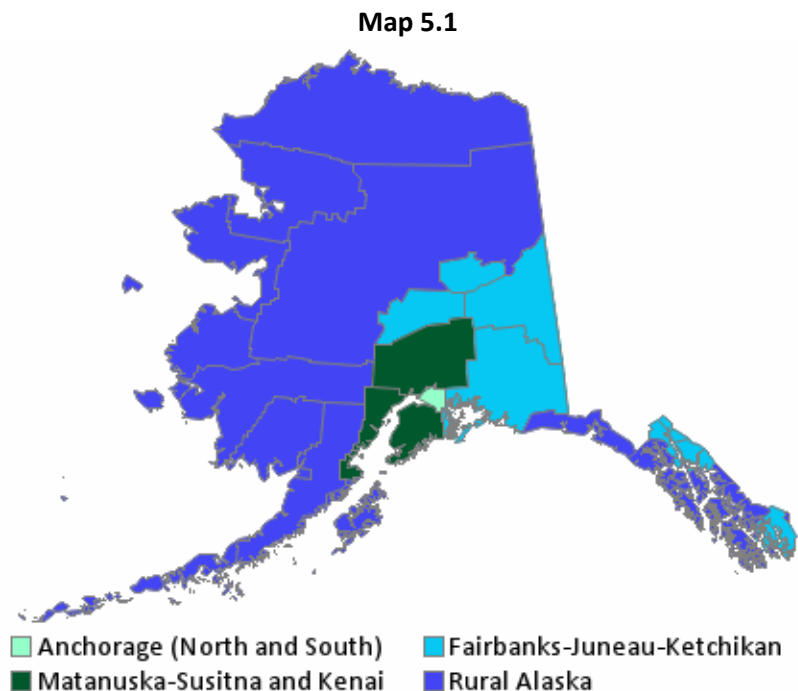 Map 5.1
Anchorage (North and South)
Fairbanks-Juneau-Ketchikan
Matanuska-Susitna and Kenai
Rural Alaska